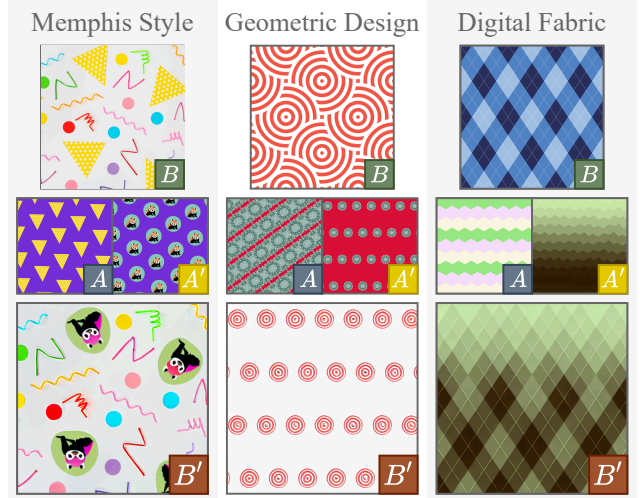 Memphis Style Geometric Design Digital Fabric
B B B
A A′ A A′ A A′
B′ B′ B′